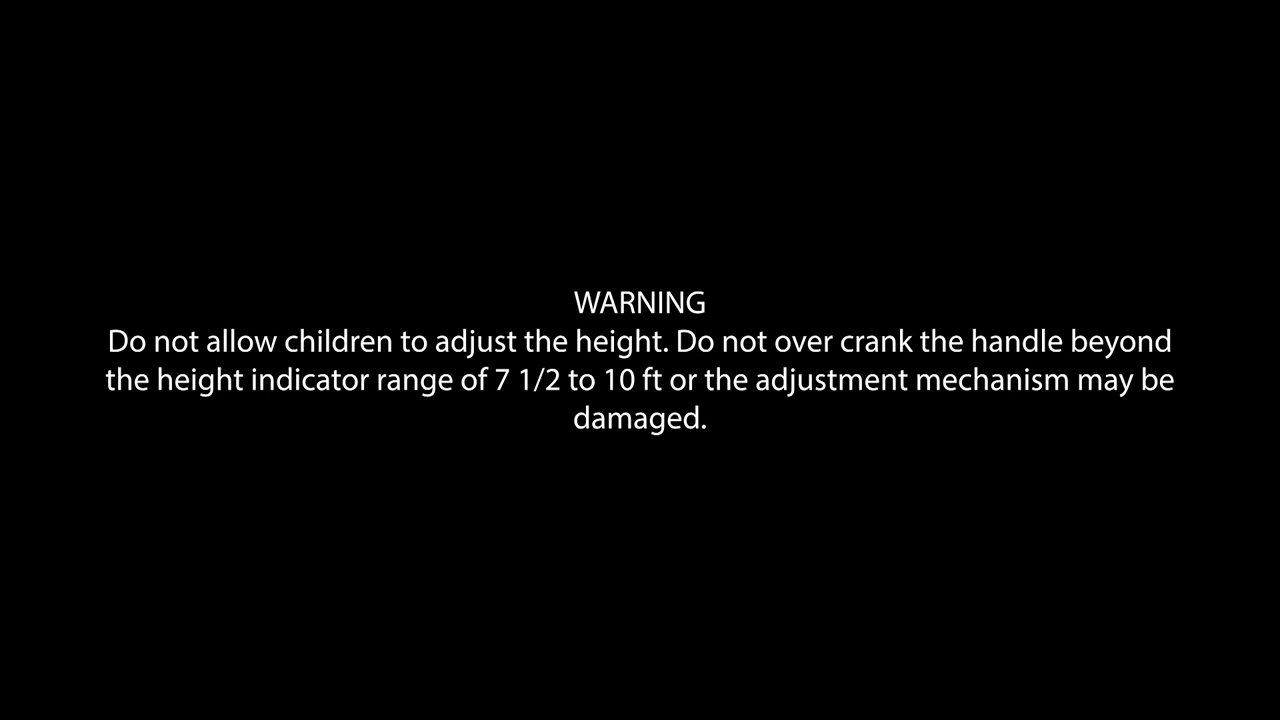 WARNING
Do not allow children to adjust the height. Do not over crank the handle beyond
the height indicator range of 7 1/2 to 10 ft or the adjustment mechanism may be
damaged.